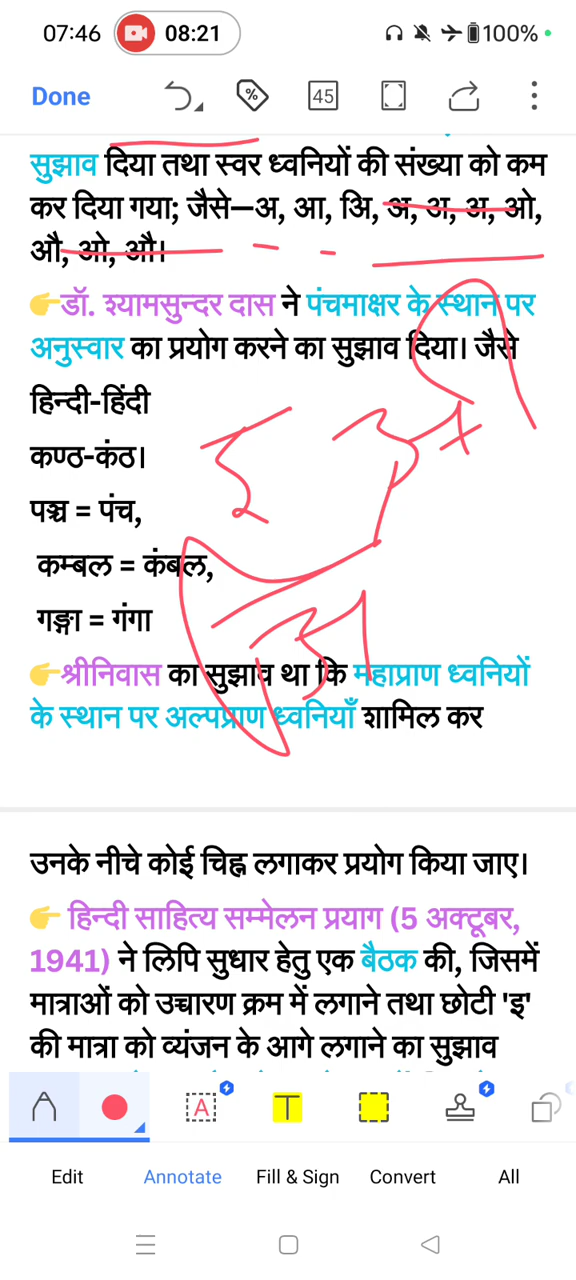 07:46 08:21 100%
Done 45
सुझाव दिया तथा स्वर ध्वनियों की संख्या को कम
कर दिया गया; जैसे—अ, आ, अि, अ, अ, अ, ओ,
औ, ओ, औ।
👉डॉ. श्यामसुन्दर दास ने पंचमाक्षर के स्थान पर
अनुस्वार का प्रयोग करने का सुझाव दिया। जैसे
हिन्दी-हिंदी
कण्ठ-कंठ।
पञ्च = पंच,
कम्बल = कंबल,
गङ्गा = गंगा
👉श्रीनिवास का सुझाव था कि महाप्राण ध्वनियों
के स्थान पर अल्पप्राण ध्वनियाँ शामिल कर
उनके नीचे कोई चिह्न लगाकर प्रयोग किया जाए।
👉 हिन्दी साहित्य सम्मेलन प्रयाग (5 अक्टूबर,
1941) ने लिपि सुधार हेतु एक बैठक की, जिसमें
मात्राओं को उच्चारण क्रम में लगाने तथा छोटी 'इ'
की मात्रा को व्यंजन के आगे लगाने का सुझाव
Edit Annotate Fill & Sign Convert All